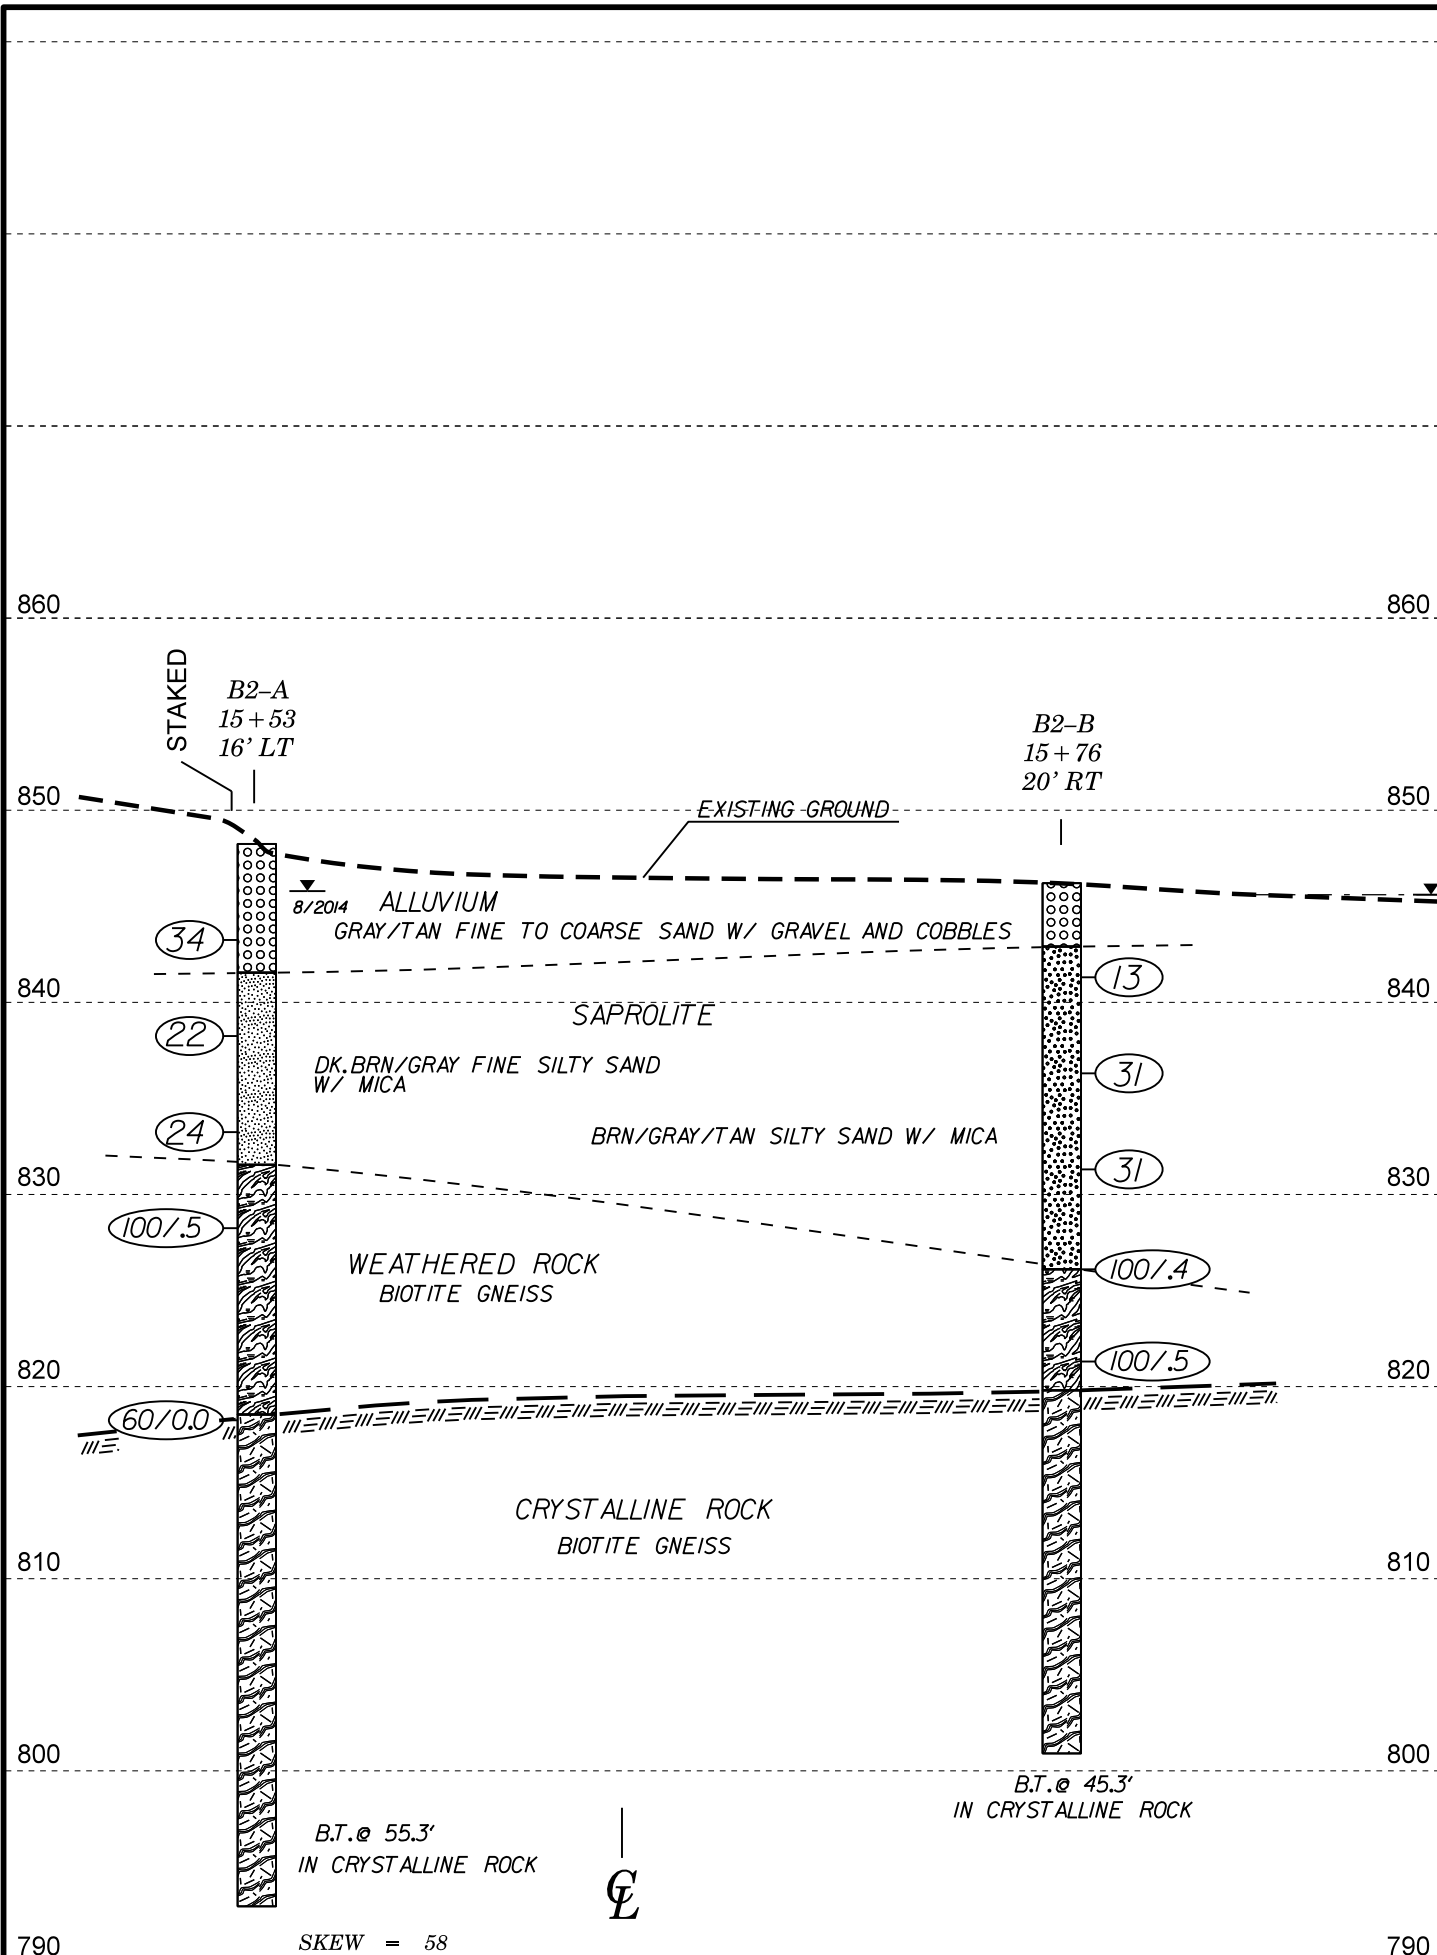 860
860
STAKED
B2-A
15+53
16' LT
B2-B
15+76
20' RT
850
EXISTING GROUND
850
8/2014
ALLUVIUM
GRAY/TAN FINE TO COARSE SAND W/ GRAVEL AND COBBLES
34
13
840
840
SAPROLITE
22
DK.BRN/GRAY FINE SILTY SAND
W/ MICA
31
24
BRN/GRAY/TAN SILTY SAND W/ MICA
31
830
830
100/.5
WEATHERED ROCK
BIOTITE GNEISS
100/.4
100/.5
820
820
60/0.0
CRYSTALLINE ROCK
BIOTITE GNEISS
810
810
800
800
B.T.@ 45.3'
IN CRYSTALLINE ROCK
B.T.@ 55.3'
IN CRYSTALLINE ROCK
℄
SKEW = 58
790
790